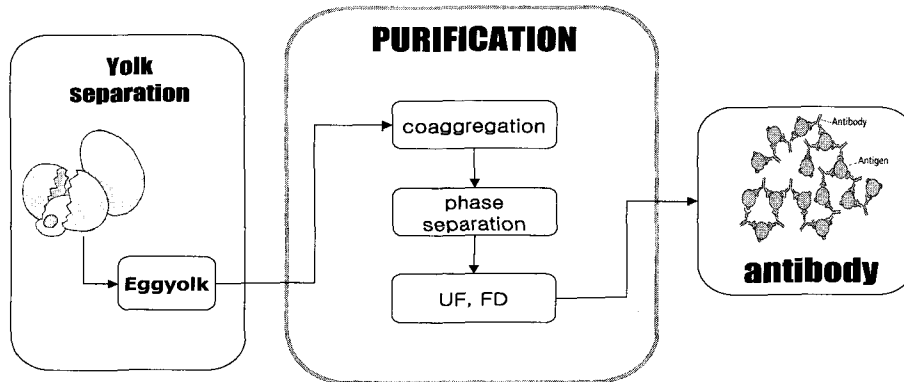 Yolk
separation
Eggyolk
PURIFICATION
coaggregation
phase
separation
UF, FD
Antibody
Antigen
antibody